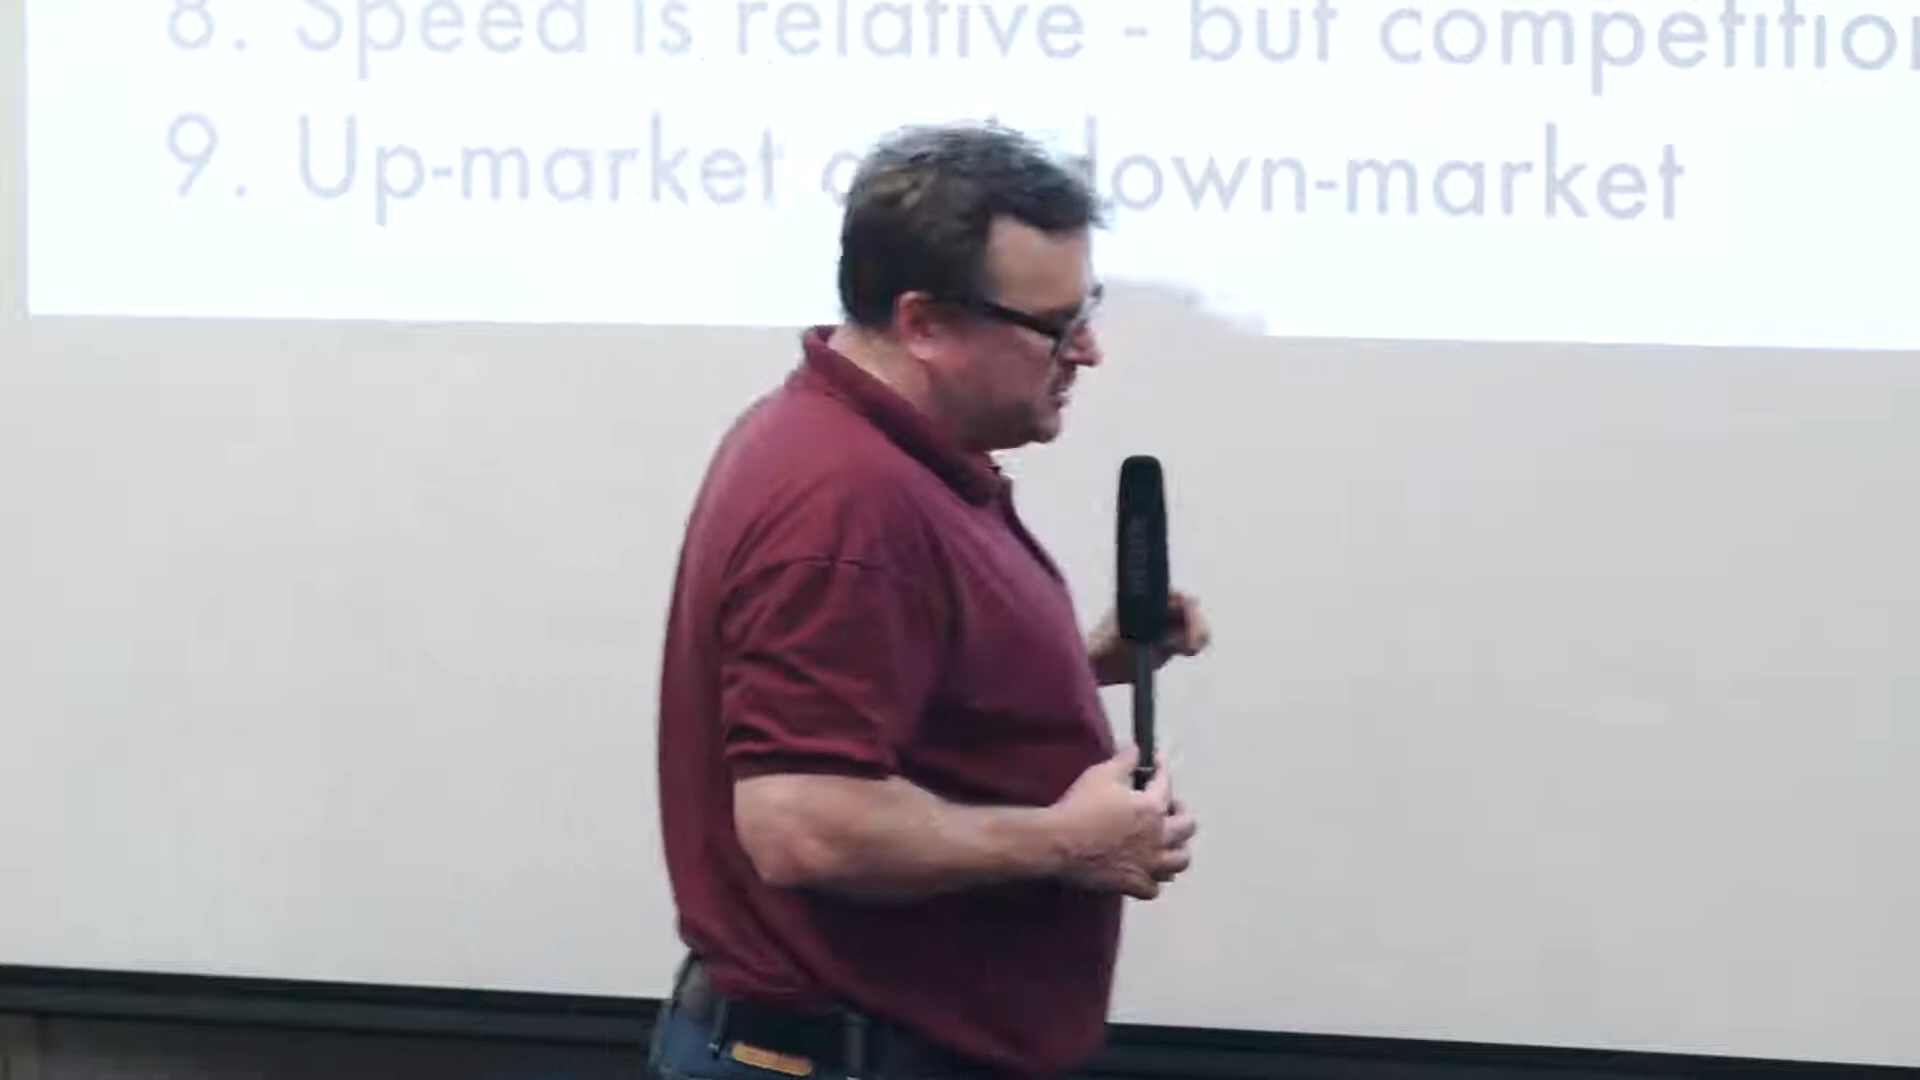 8. Speed is relative - but competition
9. Up-market down-market